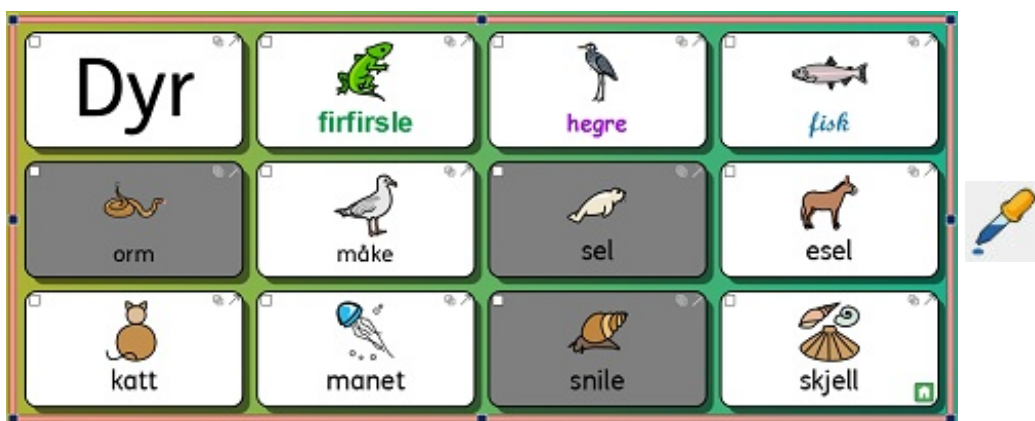 Dyr
firfirsle
hegre
fisk
orm
måke
sel
esel
katt
manet
snile
skjell